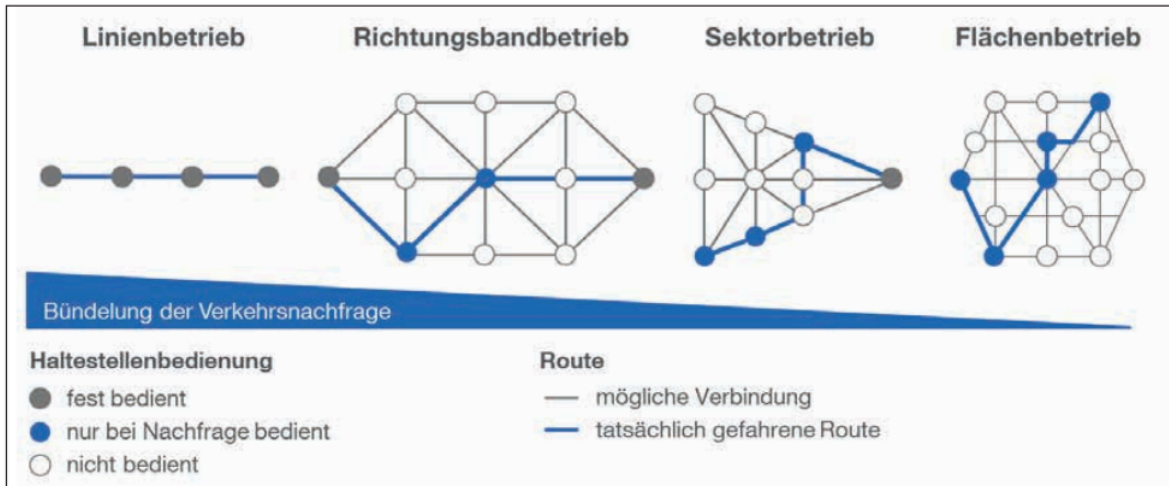 Linienbetrieb
Richtungsbandbetrieb
Sektorbetrieb
Flächenbetrieb
Bündelung der Verkehrsnachfrage
Haltestellenbedienung
fest bedient
nur bei Nachfrage bedient
nicht bedient
Route
mögliche Verbindung
tatsächlich gefahrene Route